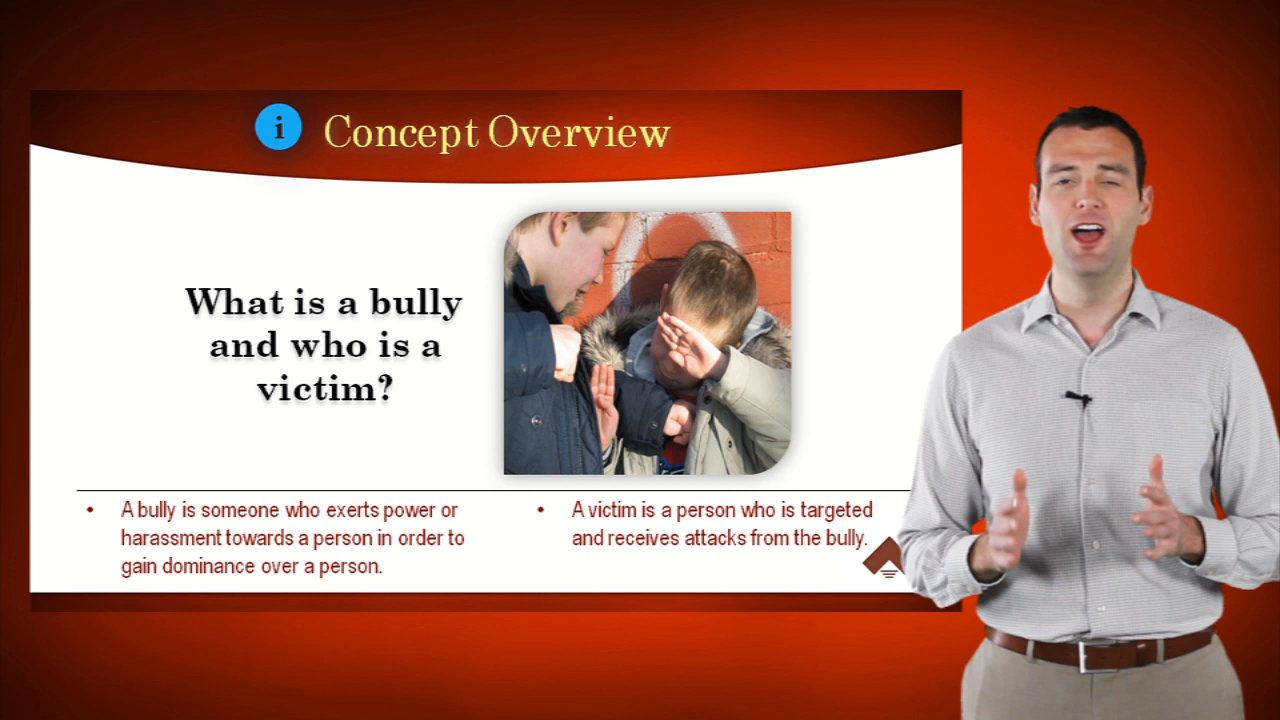 i Concept Overview
What is a bully
and who is a
victim?
• A bully is someone who exerts power or
harassment towards a person in order to
gain dominance over a person.
• A victim is a person who is targeted
and receives attacks from the bully.